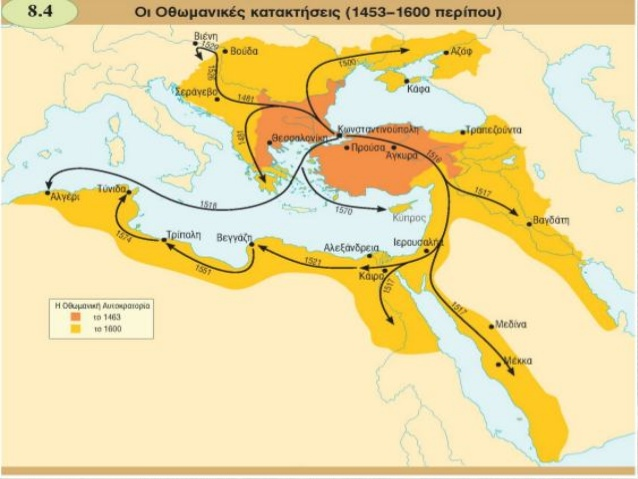 8.4 Οι Οθωμανικές κατακτήσεις (1453–1600 περίπου)
Βιένη
1529
Βούδα
1526
Αζόφ
1500
Σεράγεβο
1481
Κάφα
1481
Θεσσαλονίκη
Κωνσταντινούπολη
Τραπεζούντα
Προύσα
Άγκυρα
1516
Αλγέρι
Τύνιδα
1518
1570
Κύπρος
1517
Βαγδάτη
1574
Τρίπολη
Βεγγάζη
Αλεξάνδρεια
Ιερουσαλήμ
1551
1521
Κάιρο
1517
1517
Μεδίνα
Μέκκα
Η Οθωμανική Αυτοκρατορία
το 1463
το 1600